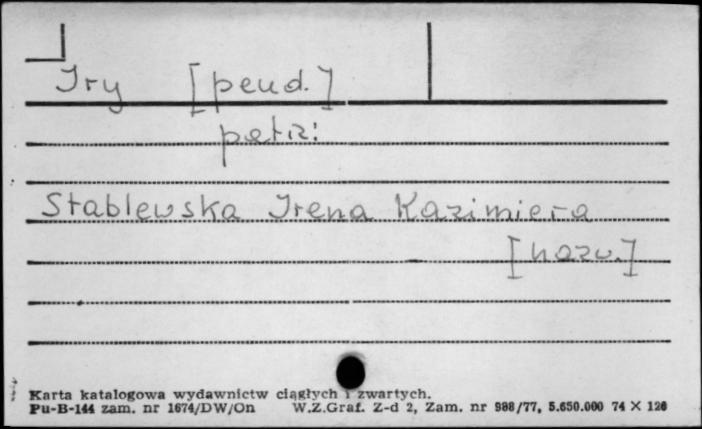 Iry [pseud.]
patrz:
Stablewska Irena Kazimiera
[nazw.]
Karta katalogowa wydawnictw ciągłych i zwartych.
Pu-B-144 zam. nr 1674/DW/On W.Z.Graf. Z-d 2, Zam. nr 988/77, 5.650.000 74 X 126